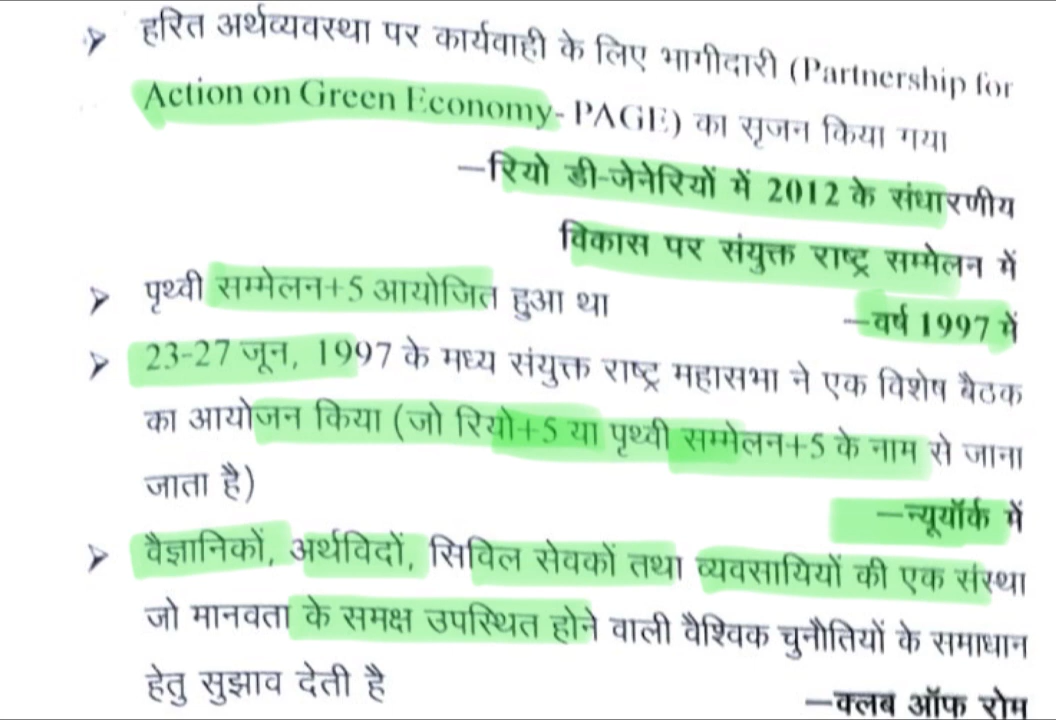 ➢ हरित अर्थव्यवस्था पर कार्यवाही के लिए भागीदारी (Partnership for
Action on Green Economy- PAGE) का सृजन किया गया
–रियो डी-जेनेरियों में 2012 के संधारणीय
विकास पर संयुक्त राष्ट्र सम्मेलन में
➢ पृथ्वी सम्मेलन+5 आयोजित हुआ था –वर्ष 1997 में
➢ 23-27 जून, 1997 के मध्य संयुक्त राष्ट्र महासभा ने एक विशेष बैठक
का आयोजन किया (जो रियो+5 या पृथ्वी सम्मेलन+5 के नाम से जाना
जाता है) –न्यूयॉर्क में
➢ वैज्ञानिकों, अर्थविदों, सिविल सेवकों तथा व्यवसायियों की एक संस्था
जो मानवता के समक्ष उपस्थित होने वाली वैश्विक चुनौतियों के समाधान
हेतु सुझाव देती है –क्लब ऑफ रोम